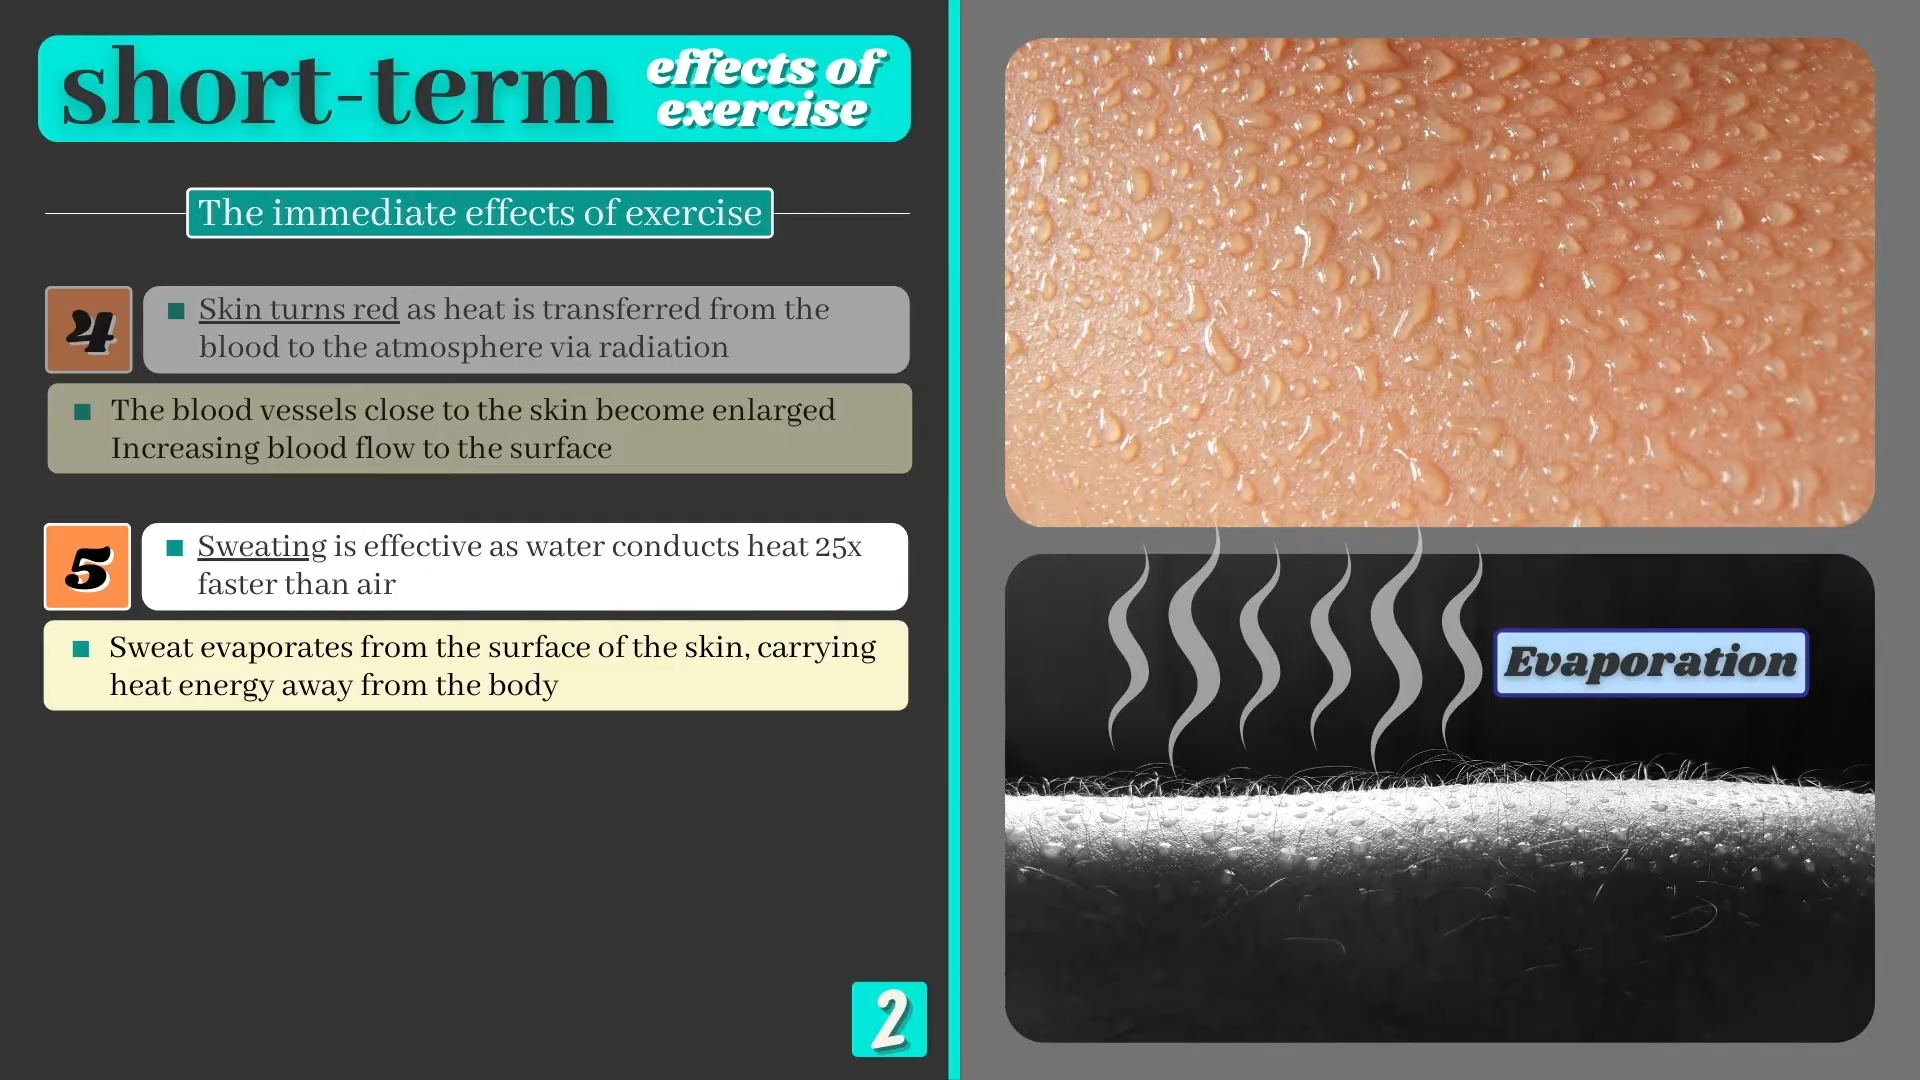 short-term
effects of
exercise
The immediate effects of exercise
4
Skin turns red as heat is transferred from the
blood to the atmosphere via radiation
The blood vessels close to the skin become enlarged
Increasing blood flow to the surface
5
Sweating is effective as water conducts heat 25x
faster than air
Sweat evaporates from the surface of the skin, carrying
heat energy away from the body
2
Evaporation